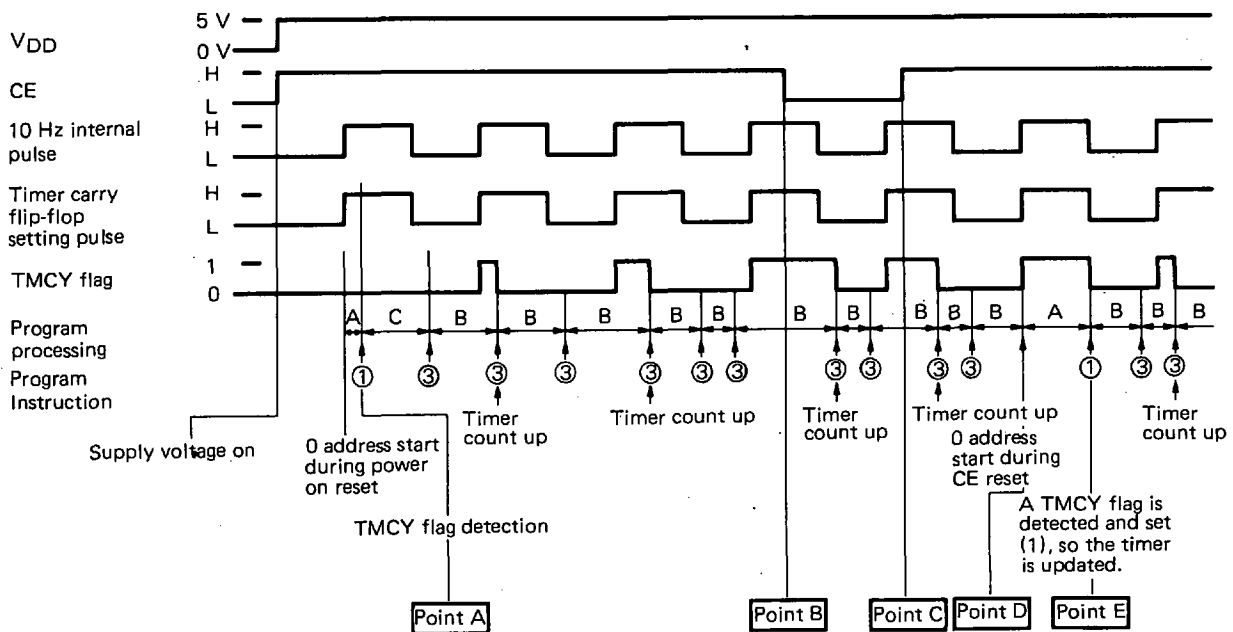 5 V
V_DD
0 V
H
CE
L
10 Hz internal
pulse
H
L
Timer carry
flip-flop
setting pulse
H
L
TMCY flag
1
0
Program
processing
A C B B B B B B B B B B A B B B
Program
Instruction
① ③ ③ ③ ③ ③ ③ ③ ③ ③ ③ ① ③ ③
Timer
count up
Timer count up
Timer
count up
Timer count up
Timer
count up
Supply voltage on
0 address start
during power
on reset
0 address
start during
CE reset
TMCY flag detection
A TMCY flag is
detected and set
(1), so the timer
is updated.
Point A
Point B
Point C
Point D
Point E